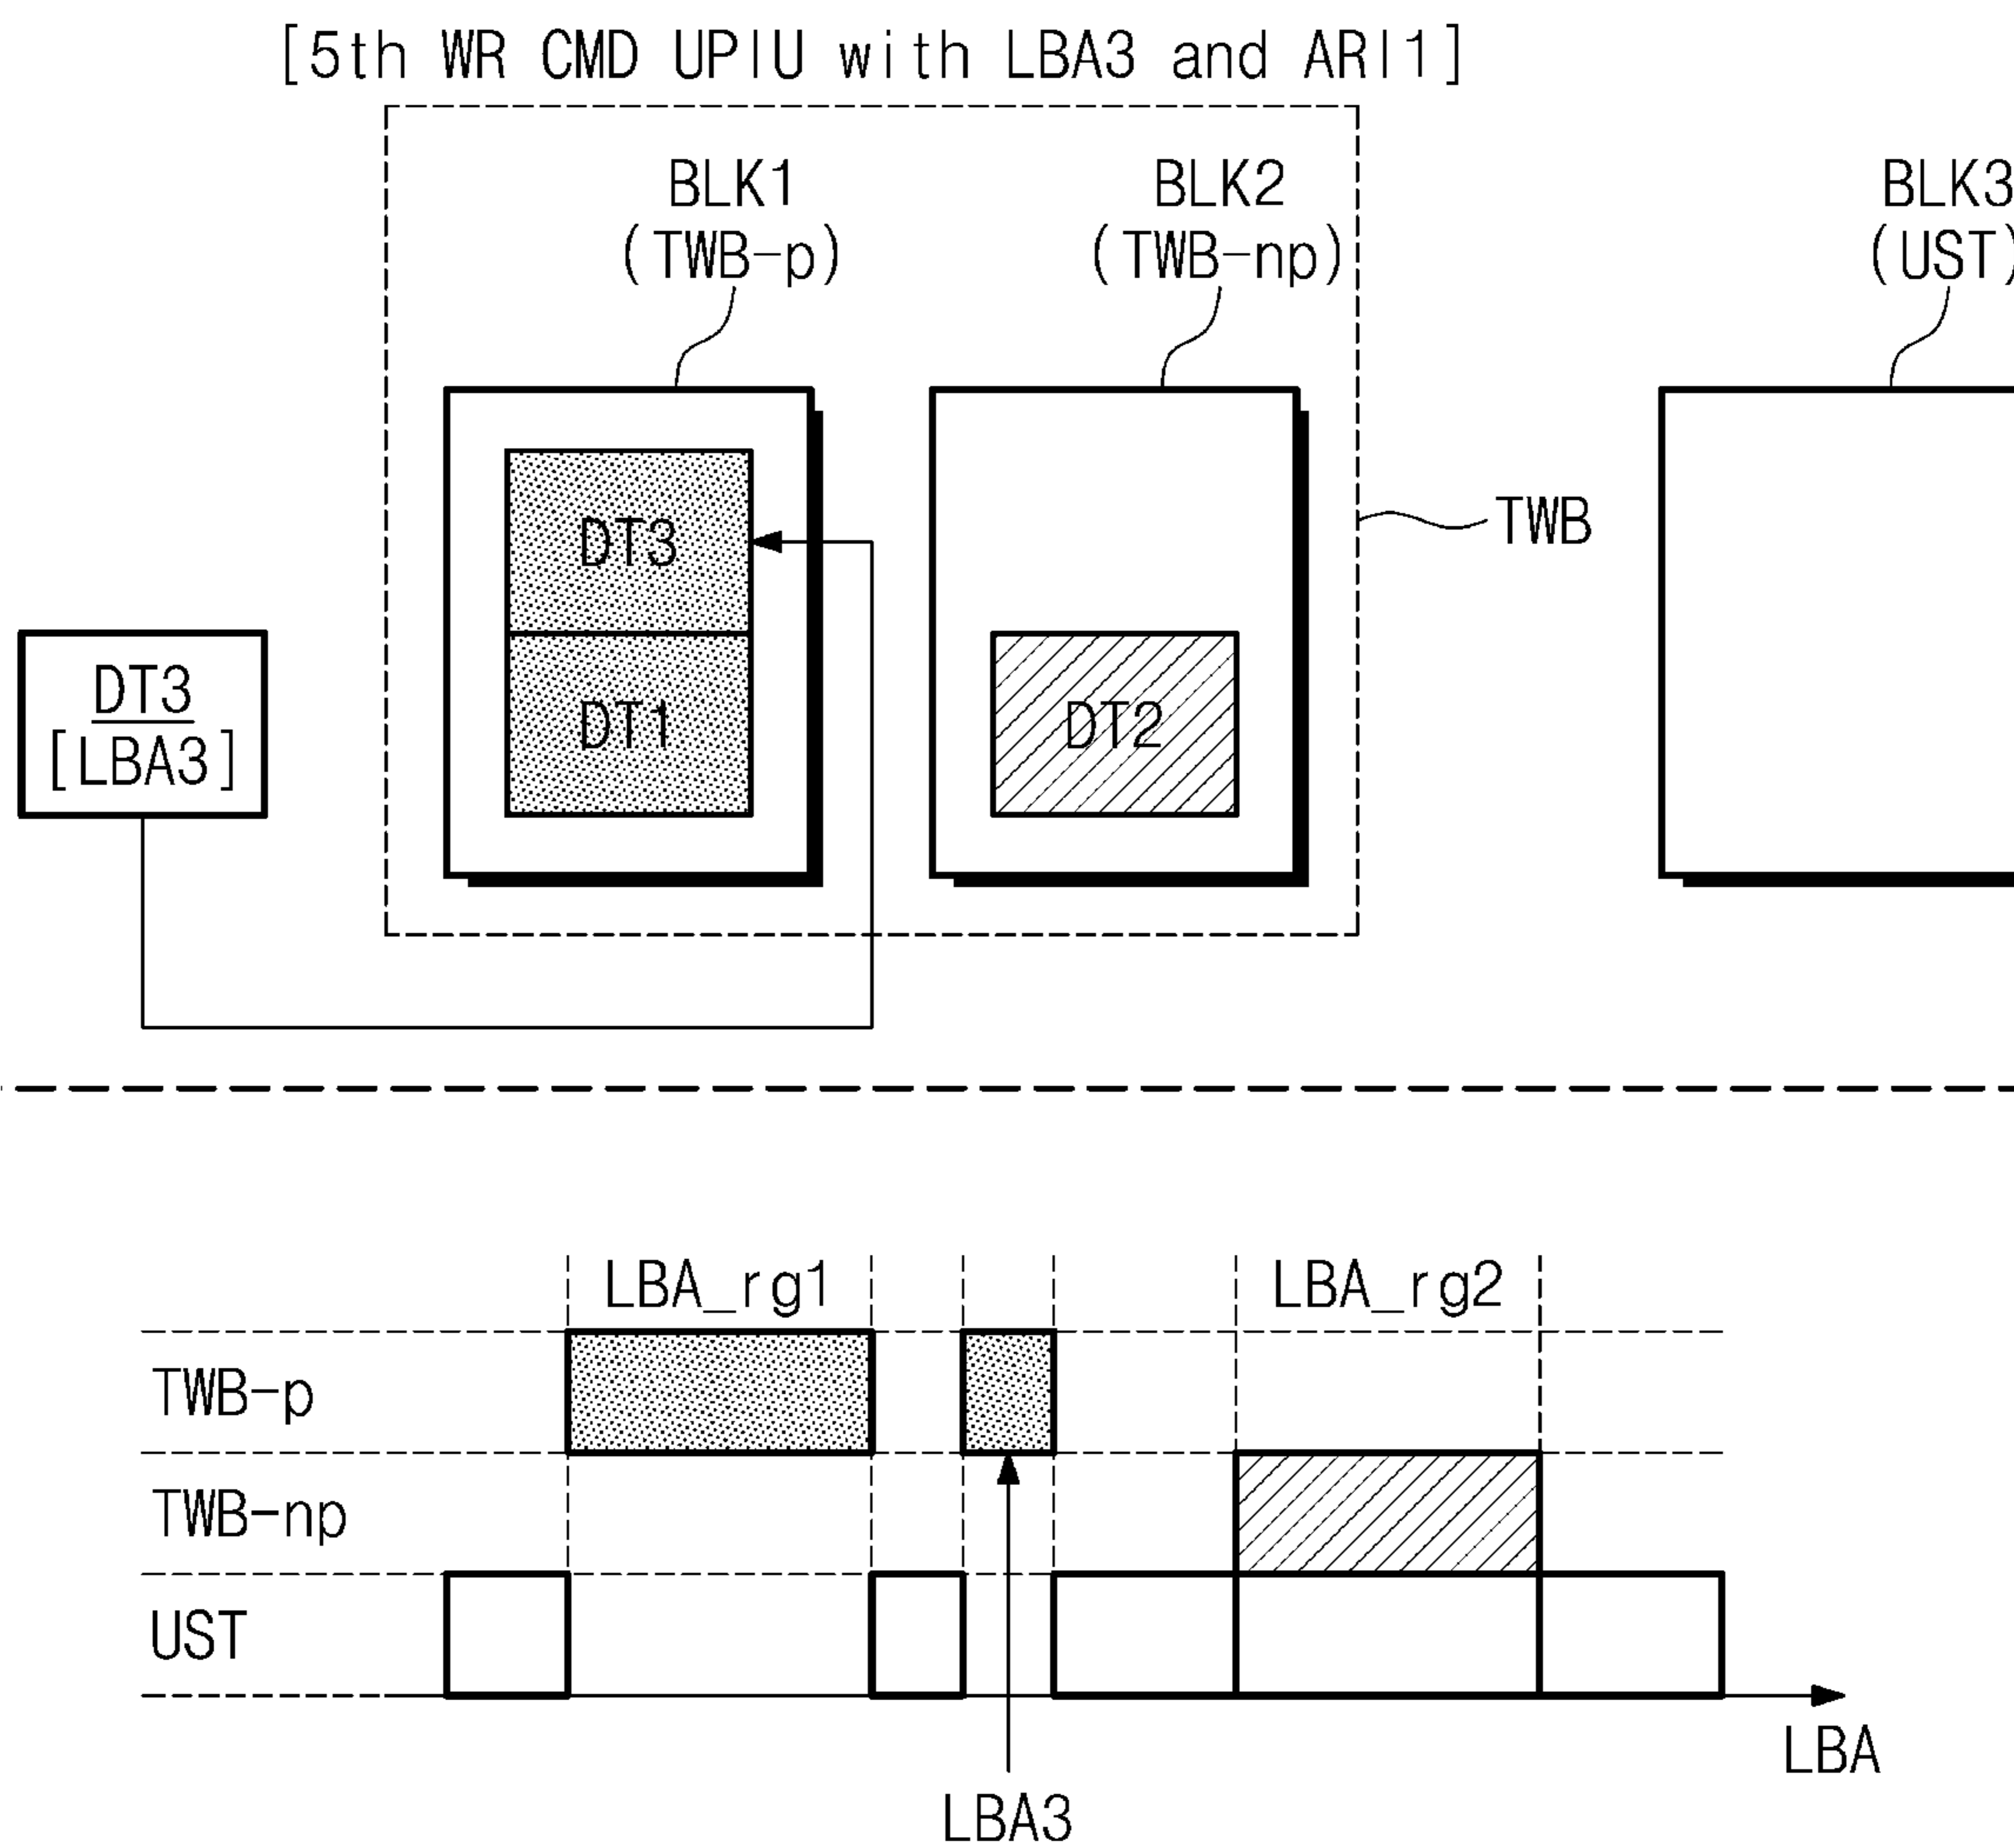 [5th WR CMD UPIU with LBA3 and ARI1]
BLK1
(TWB-p)
BLK2
(TWB-np)
BLK3
(UST)
DT3
DT1
DT2
TWB
DT3
[LBA3]
LBA_rg1
LBA_rg2
TWB-p
TWB-np
UST
LBA
LBA3